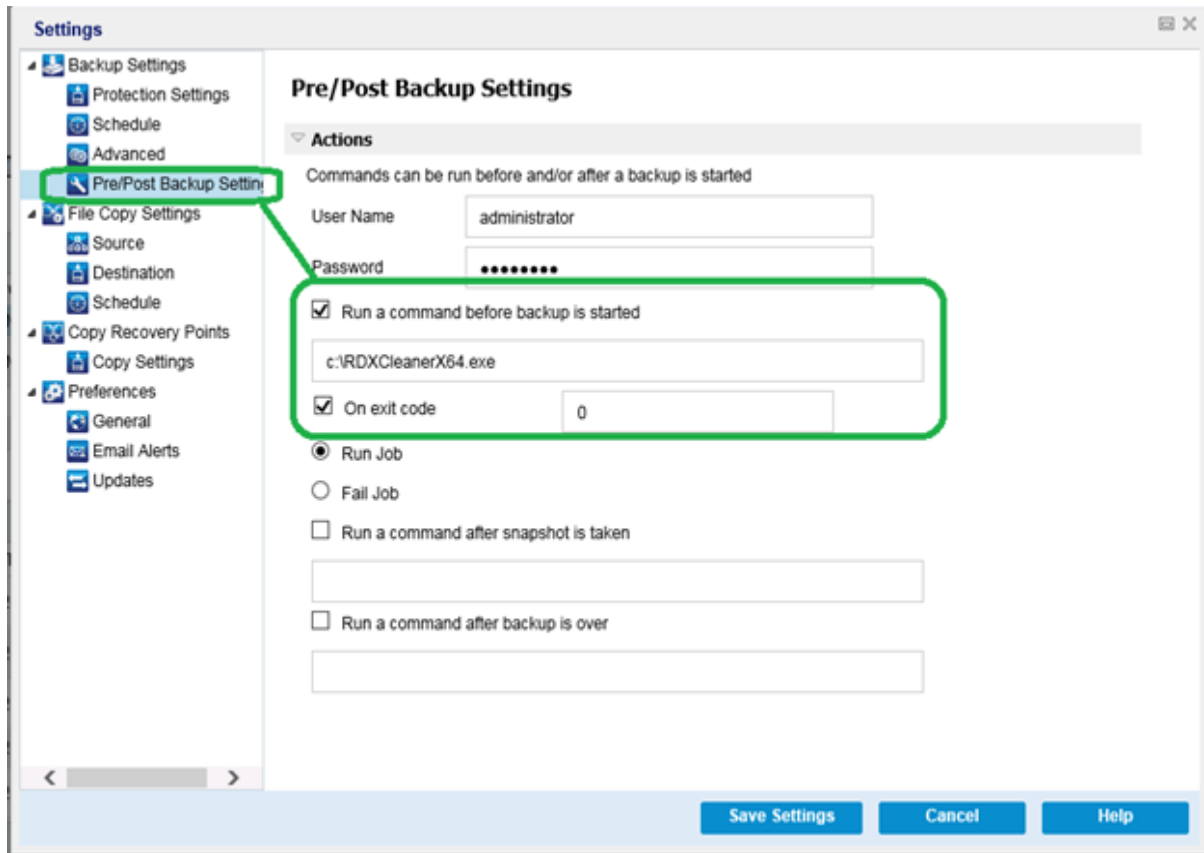 Settings
Backup Settings
Protection Settings
Schedule
Advanced
Pre/Post Backup Settin
File Copy Settings
Source
Destination
Schedule
Copy Recovery Points
Copy Settings
Preferences
General
Email Alerts
Updates
Pre/Post Backup Settings
Actions
Commands can be run before and/or after a backup is started
User Name administrator
Password ••••••••
Run a command before backup is started
c:\RDXCleanerX64.exe
On exit code 0
Run Job
Fail Job
Run a command after snapshot is taken
Run a command after backup is over
Save Settings Cancel Help